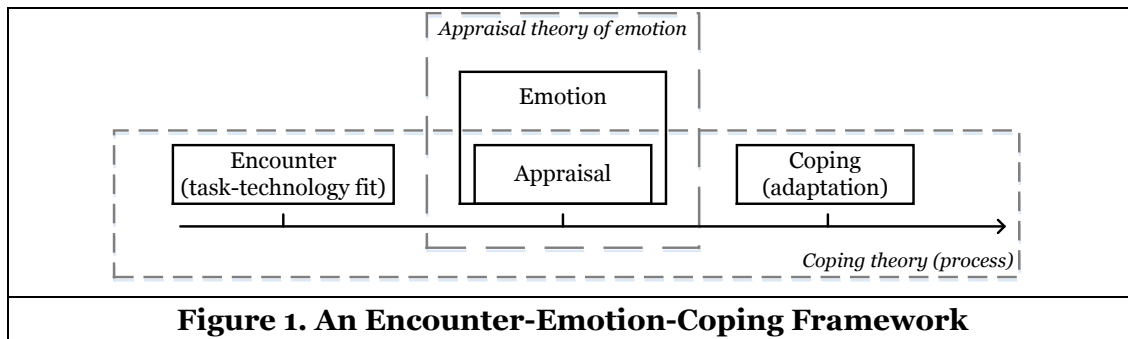 Appraisal theory of emotion
Emotion
Encounter
(task-technology fit)
Appraisal
Coping
(adaptation)
Coping theory (process)
Figure 1. An Encounter-Emotion-Coping Framework